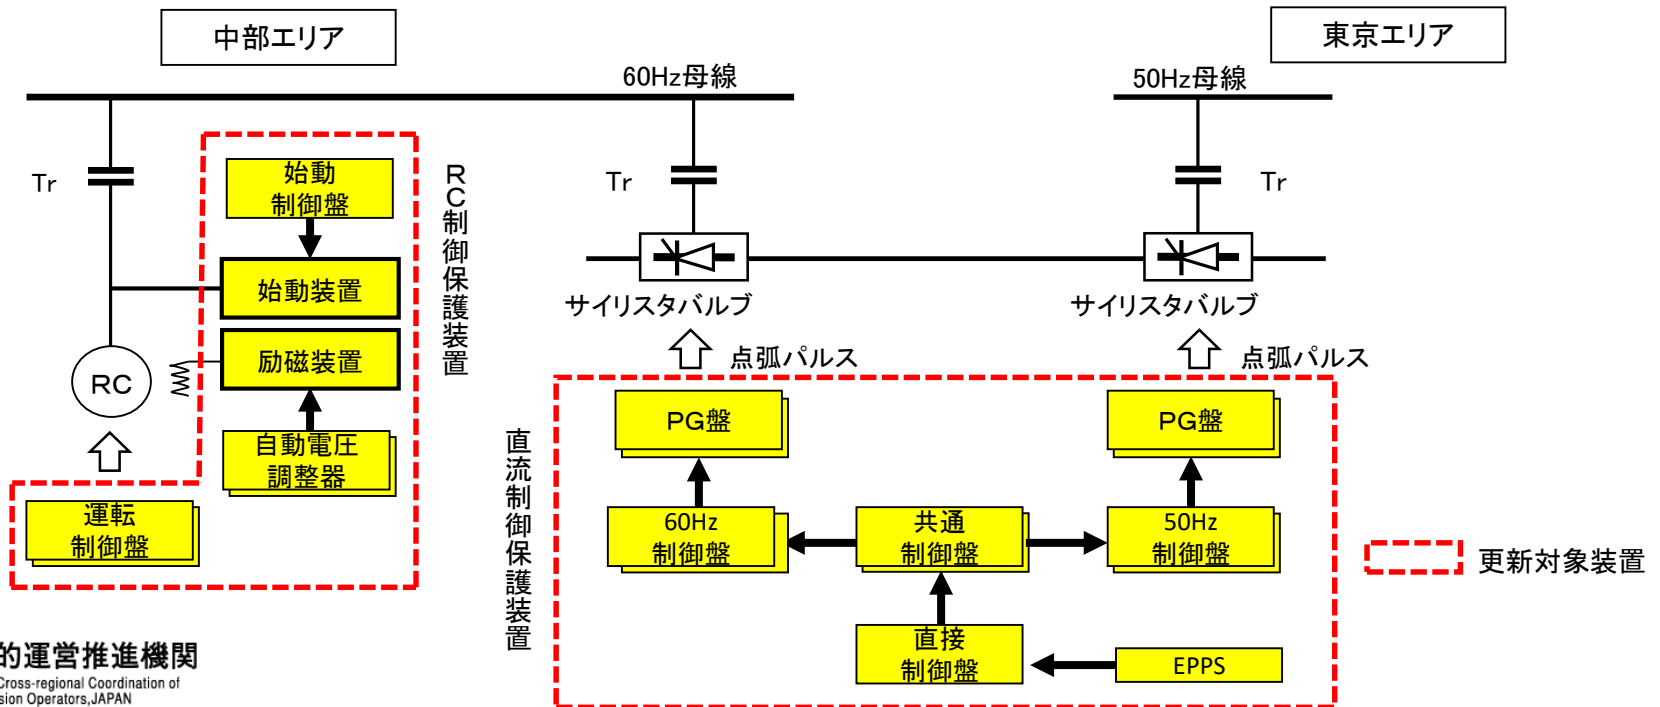 中部エリア
東京エリア
60Hz母線
50Hz母線
Tr
始動
制御盤
始動装置
励磁装置
自動電圧
調整器
RC
運転
制御盤
RC制御保護装置
Tr
Tr
サイリスタバルブ
サイリスタバルブ
点弧パルス
点弧パルス
直流制御保護装置
PG盤
PG盤
60Hz
制御盤
共通
制御盤
50Hz
制御盤
直接
制御盤
EPPS
更新対象装置
的運営推進機関
Cross-regional Coordination of
sion Operators,JAPAN